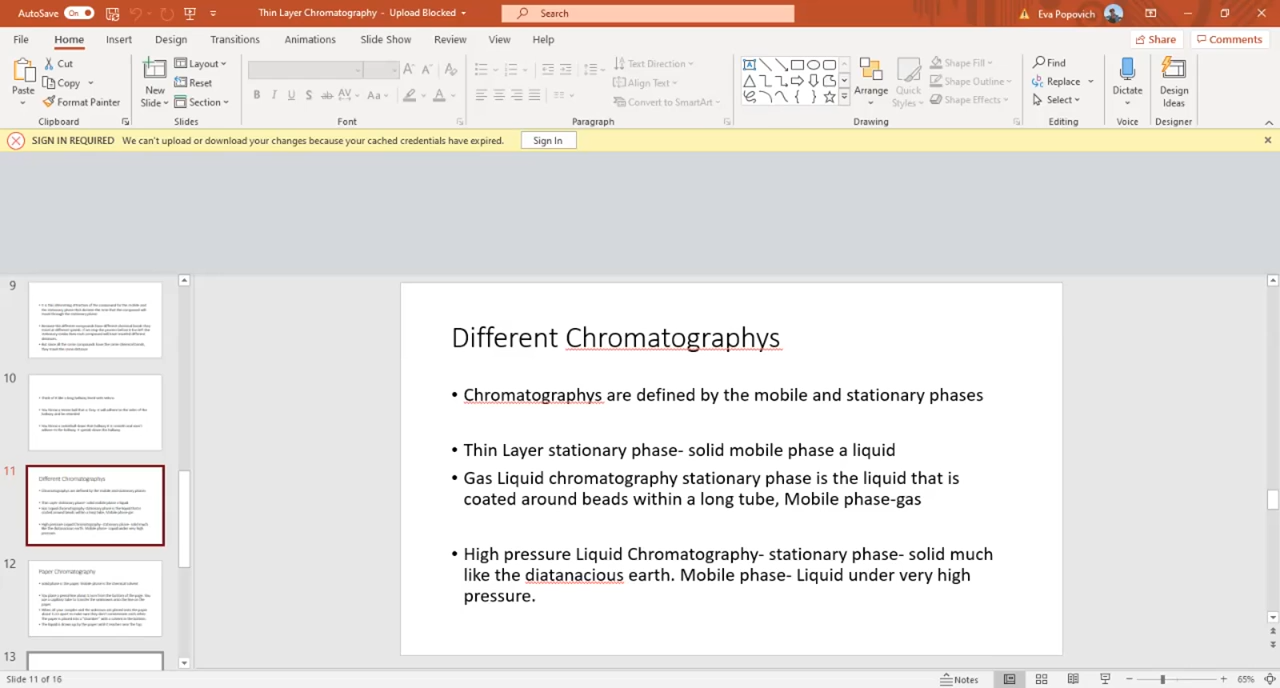 AutoSave On Thin Layer Chromatography - Upload Blocked Search Eva Popovich
File Home Insert Design Transitions Animations Slide Show Review View Help Share Comments
Paste Cut Copy Format Painter Clipboard
New Slide Layout Reset Section Slides
B I U S ab AV Aa A Font
Text Direction Align Text Convert to SmartArt Paragraph
Arrange Quick Styles Shape Fill Shape Outline Shape Effects Drawing
Find Replace Select Editing
Dictate Voice
Design Ideas Designer
SIGN IN REQUIRED We can't upload or download your changes because your cached credentials have expired. Sign In
9
10
11
Different Chromatographys
12
Paper Chromatography
13
Different Chromatographys
• Chromatographys are defined by the mobile and stationary phases
• Thin Layer stationary phase- solid mobile phase a liquid
• Gas Liquid chromatography stationary phase is the liquid that is
coated around beads within a long tube, Mobile phase-gas
• High pressure Liquid Chromatography- stationary phase- solid much
like the diatanacious earth. Mobile phase- Liquid under very high
pressure.
Slide 11 of 16 Notes 65%